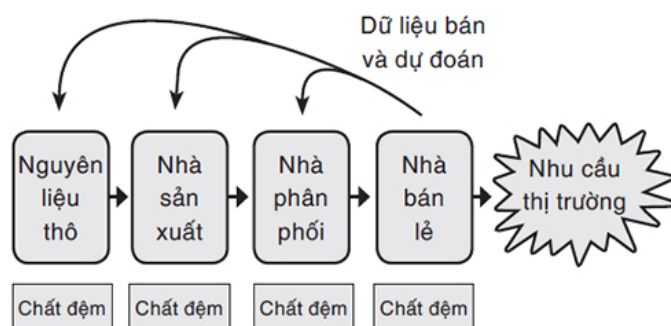 Dữ liệu bán
và dự đoán
Nguyên
liệu
thô
Nhà
sản
xuất
Nhà
phân
phối
Nhà
bán
lẻ
Nhu cầu
thị trường
Chất đệm
Chất đệm
Chất đệm
Chất đệm